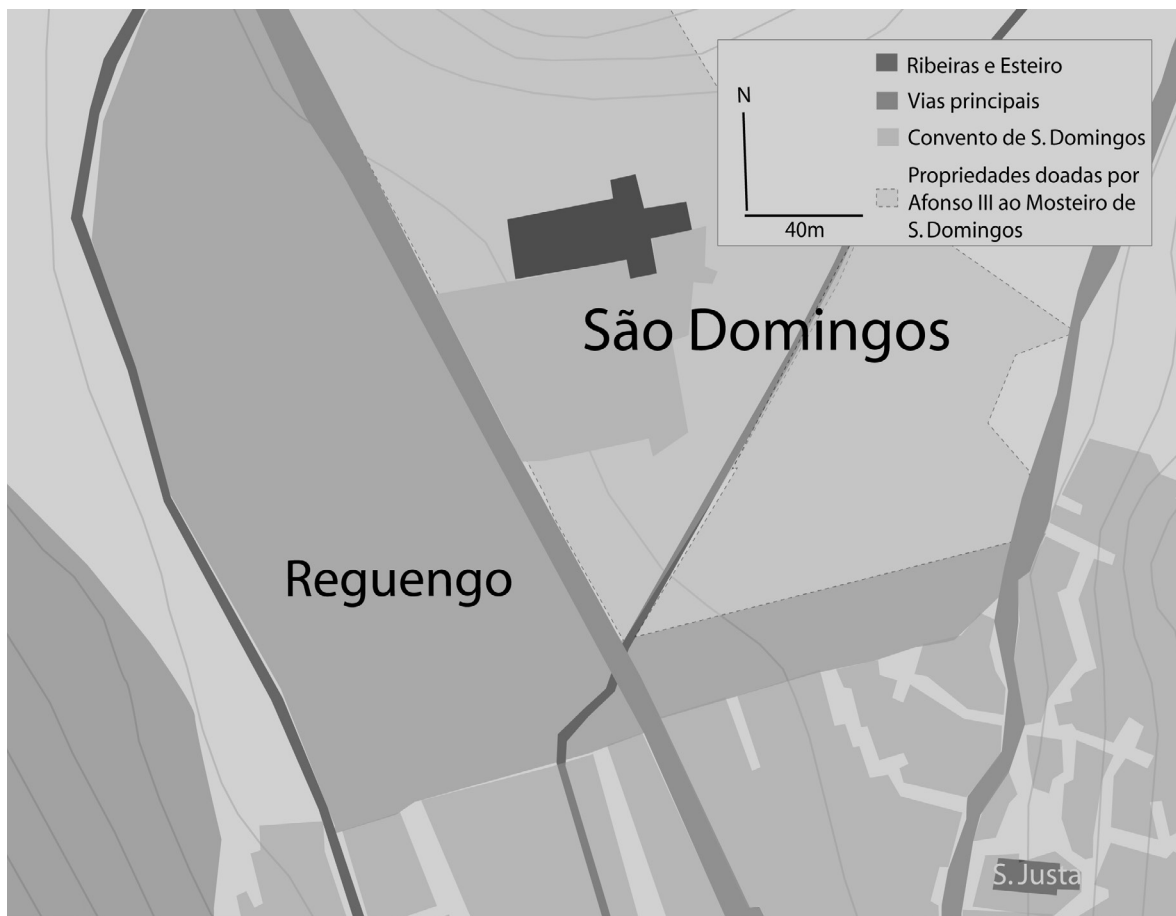 Ribeiras e Esteiro
N
Vias principais
Convento de S. Domingos
Propriedades doadas por
Afonso III ao Mosteiro de
S. Domingos
40m
São Domingos
Reguengo
S. Justa